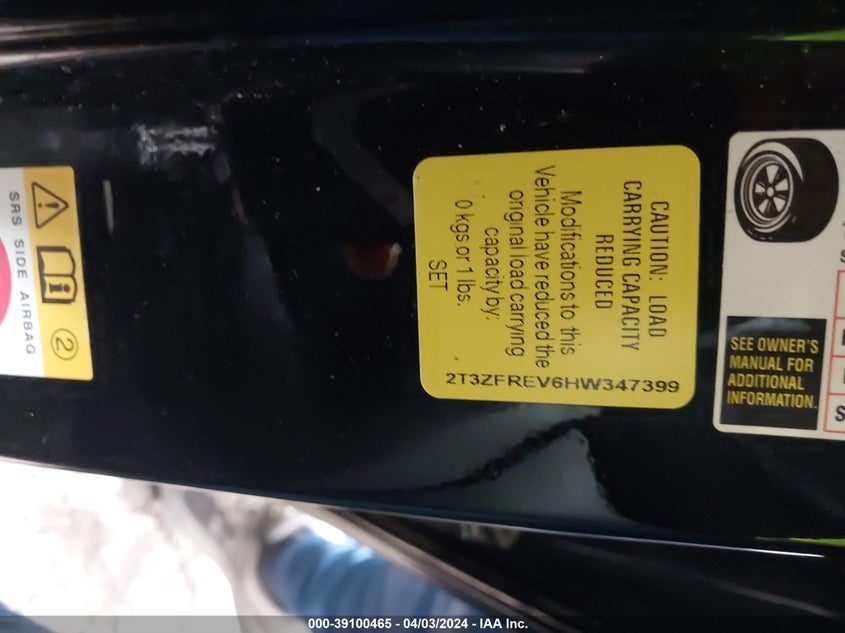 SRS SIDE AIRBAG
2
CAUTION: LOAD
CARRYING CAPACITY
REDUCED
Modifications to this
Vehicle have reduced the
original load carrying
capacity by:
0 kgs.or 1 lbs.
SET
2T3ZFREV6HW347399
SEE OWNER'S
MANUAL FOR
ADDITIONAL
INFORMATION.
000-39100465 - 04/03/2024 - IAA Inc.